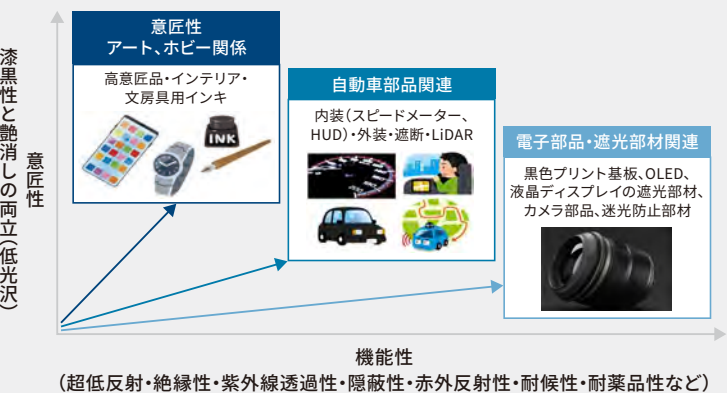 漆黒性と艶消しの両立(低光沢)
意匠性
意匠性
アート、ホビー関係
高意匠品・インテリア・
文房具用インキ
INK
自動車部品関連
内装(スピードメーター、
HUD)・外装・遮断・LiDAR
電子部品・遮光部材関連
黒色プリント基板、OLED、
液晶ディスプレイの遮光部材、
カメラ部品、迷光防止部材
機能性
(超低反射・絶縁性・紫外線透過性・隠蔽性・赤外反射性・耐候性・耐薬品性など)